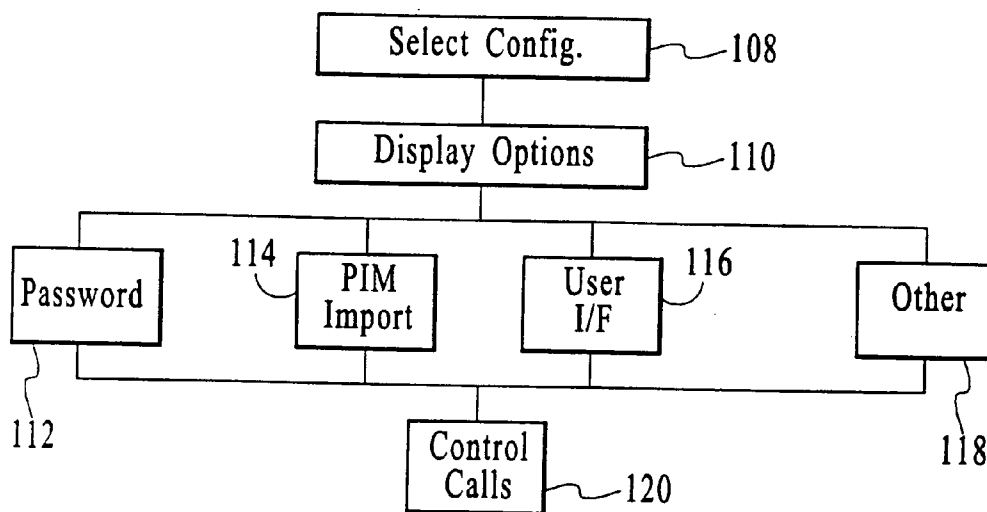 Select Config.
108
Display Options
110
Password
112
114
PIM
Import
User
I/F
116
Other
118
Control
Calls
120